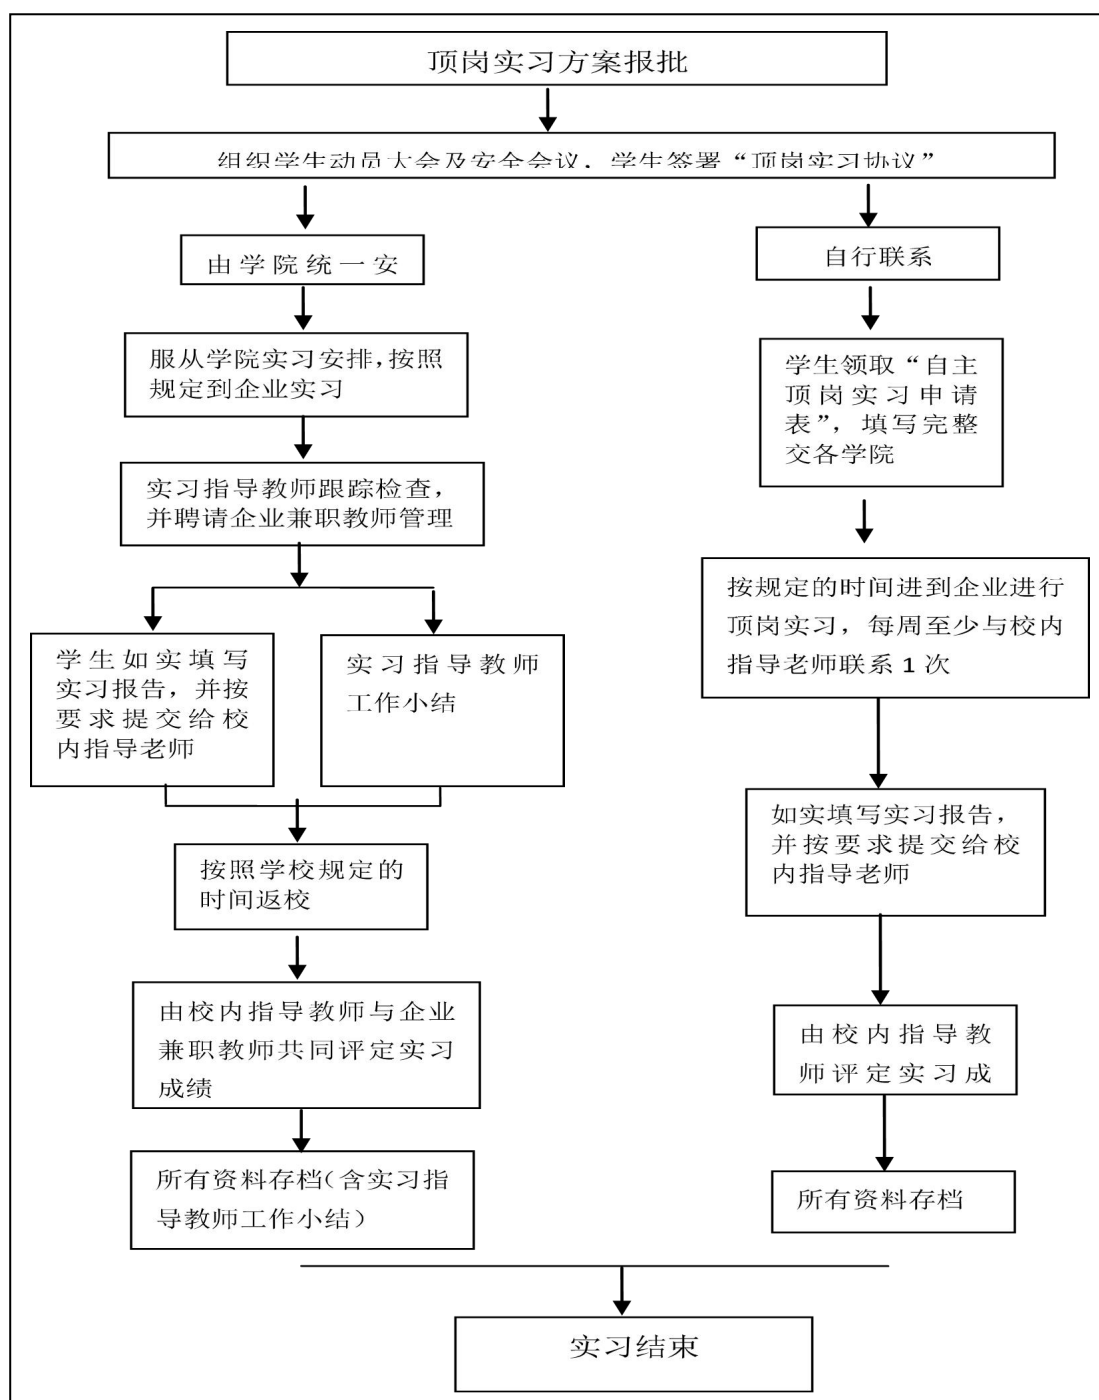 顶岗实习方案报批
组织学生动员大会及安全会议，学生签署“顶岗实习协议”
由学院统一安
服从学院实习安排,按照
规定到企业实习
实习指导教师跟踪检查，
并聘请企业兼职教师管理
学生如实填写
实习报告，并按
要求提交给校
内指导老师
实习指导教师
工作小结
按照学校规定的
时间返校
由校内指导教师与企业
兼职教师共同评定实习
成绩
所有资料存档（含实习指
导教师工作小结）
自行联系
学生领取“自主
顶岗实习申请
表”，填写完整
交各学院
按规定的时间进到企业进行
顶岗实习，每周至少与校内
指导老师联系1次
如实填写实习报告，
并按要求提交给校
内指导老师
由校内指导教
师评定实习成
所有资料存档
实习结束